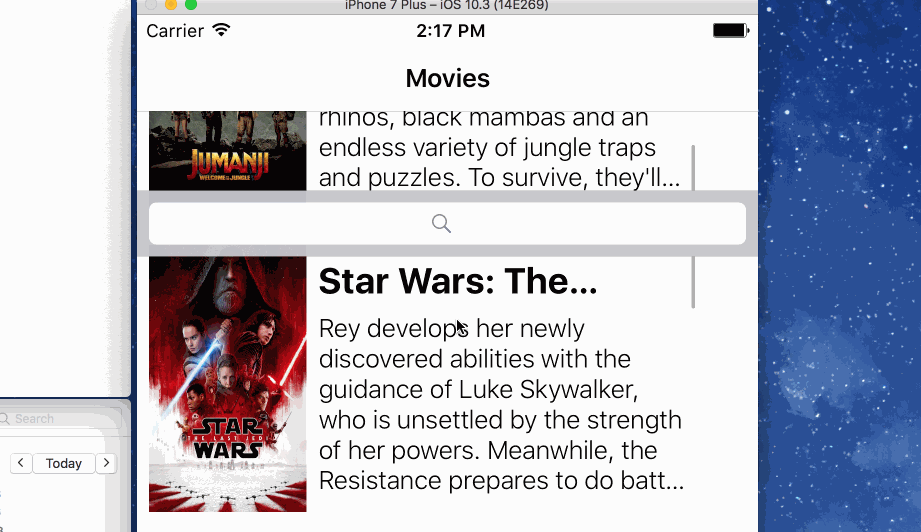 iPhone 7 Plus – iOS 10.3 (14E269)
Carrier
2:17 PM
Movies
rhinos, black mambas and an
endless variety of jungle traps
and puzzles. To survive, they'll...
JUMANJI
WELCOME TO THE JUNGLE
Star Wars: The...
Rey develops her newly
discovered abilities with the
guidance of Luke Skywalker,
who is unsettled by the strength
of her powers. Meanwhile, the
Resistance prepares to do batt...
STAR
THE LAST JEDI
WARS
Search
Today